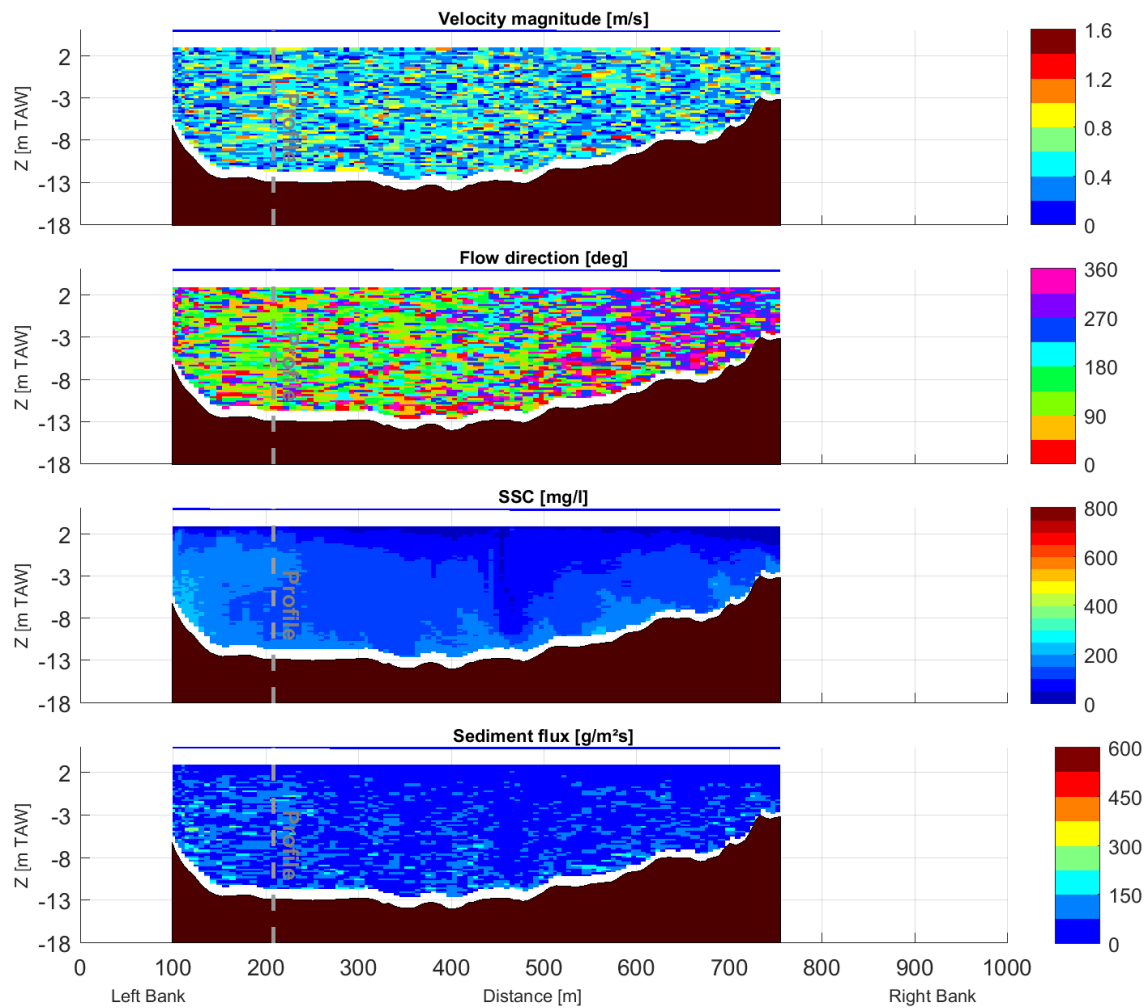 Velocity magnitude [m/s]
Z [m TAW]
2
-3
-8
-13
-18
Profile
1.6
1.2
0.8
0.4
0
Flow direction [deg]
Z [m TAW]
2
-3
-8
-13
-18
Profile
360
270
180
90
0
SSC [mg/l]
Z [m TAW]
2
-3
-8
-13
-18
Profile
800
600
400
200
0
Sediment flux [g/m²s]
Z [m TAW]
2
-3
-8
-13
-18
Profile
600
450
300
150
0
0 100 200 300 400 500 600 700 800 900 1000
Left Bank Distance [m] Right Bank